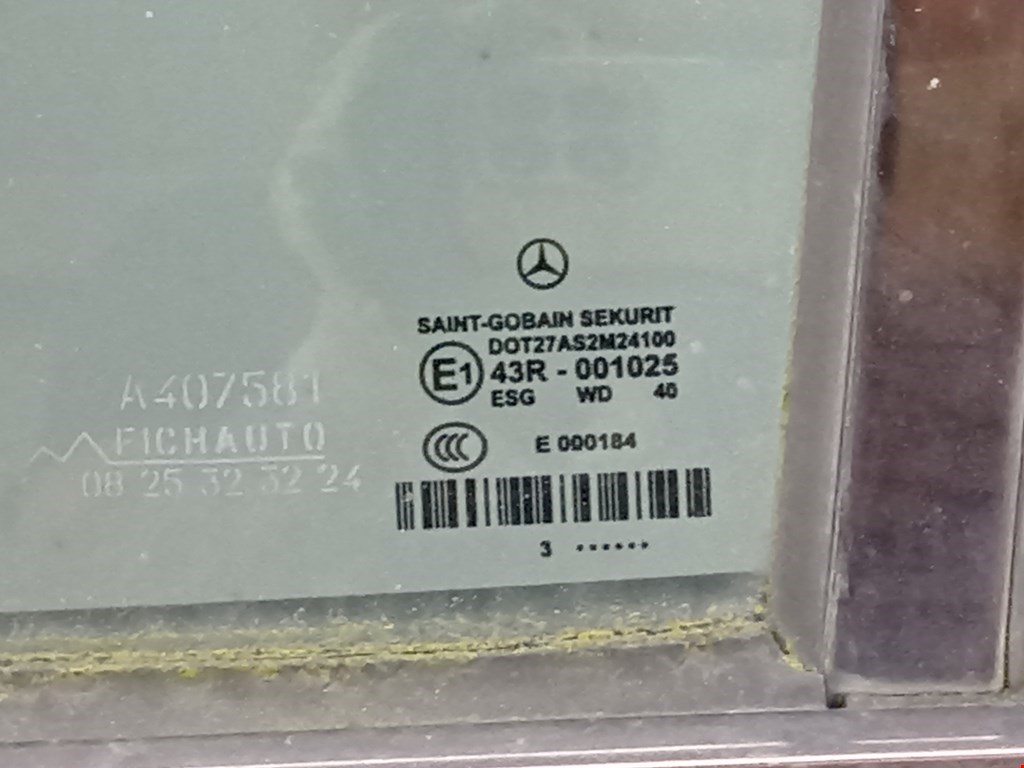 SAINT-GOBAIN SEKURIT
DOT27AS2M24100
E1 43R - 001025
ESG WD 40
CCC E 000184
3 ••••••
A407581
FICHAUTO
08 25 32 32 24